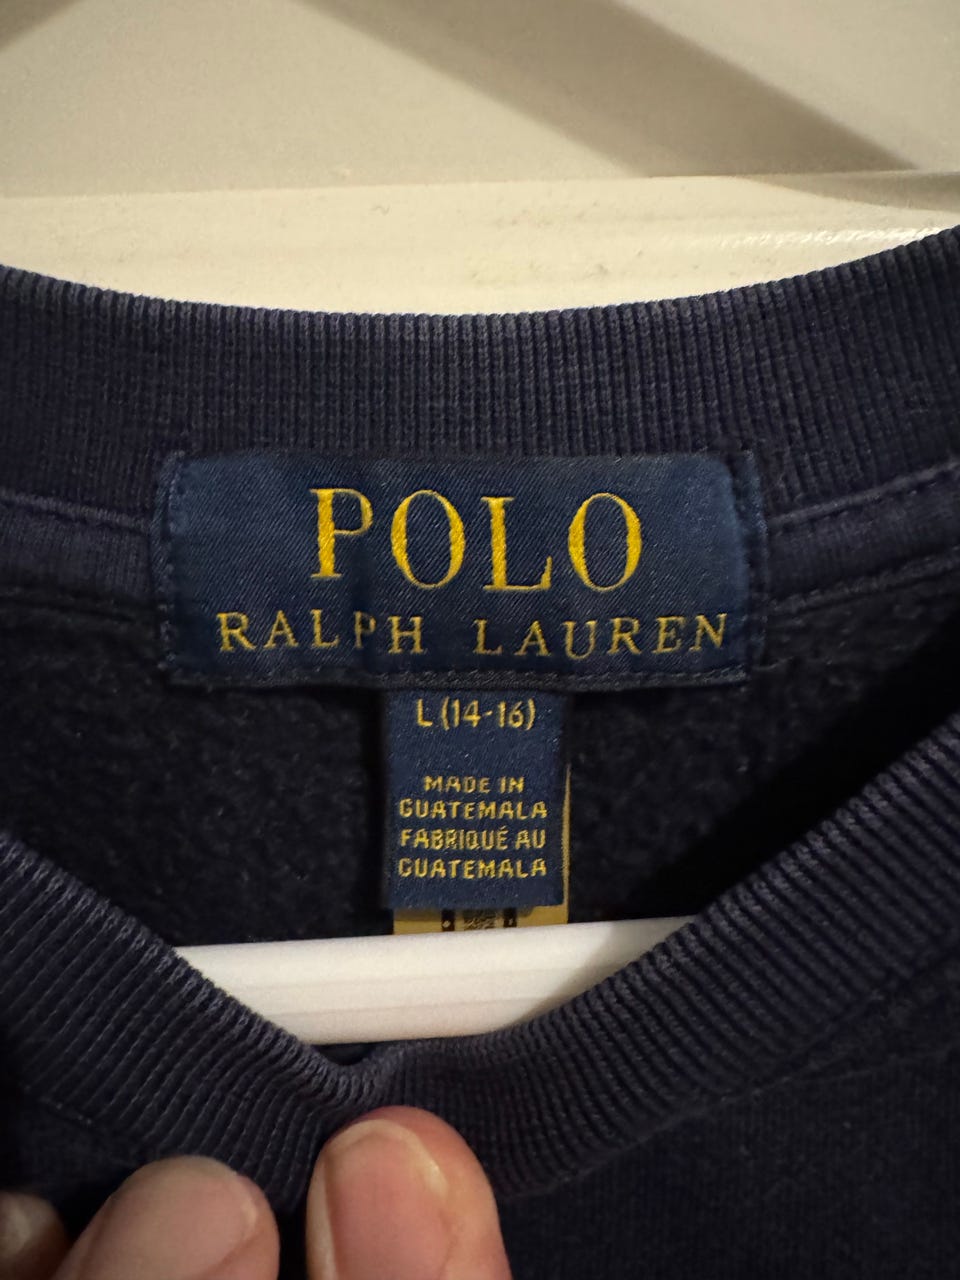 POLO
RALPH LAUREN
L (14-16)
MADE IN
GUATEMALA
FABRIQUÉ AU
GUATEMALA